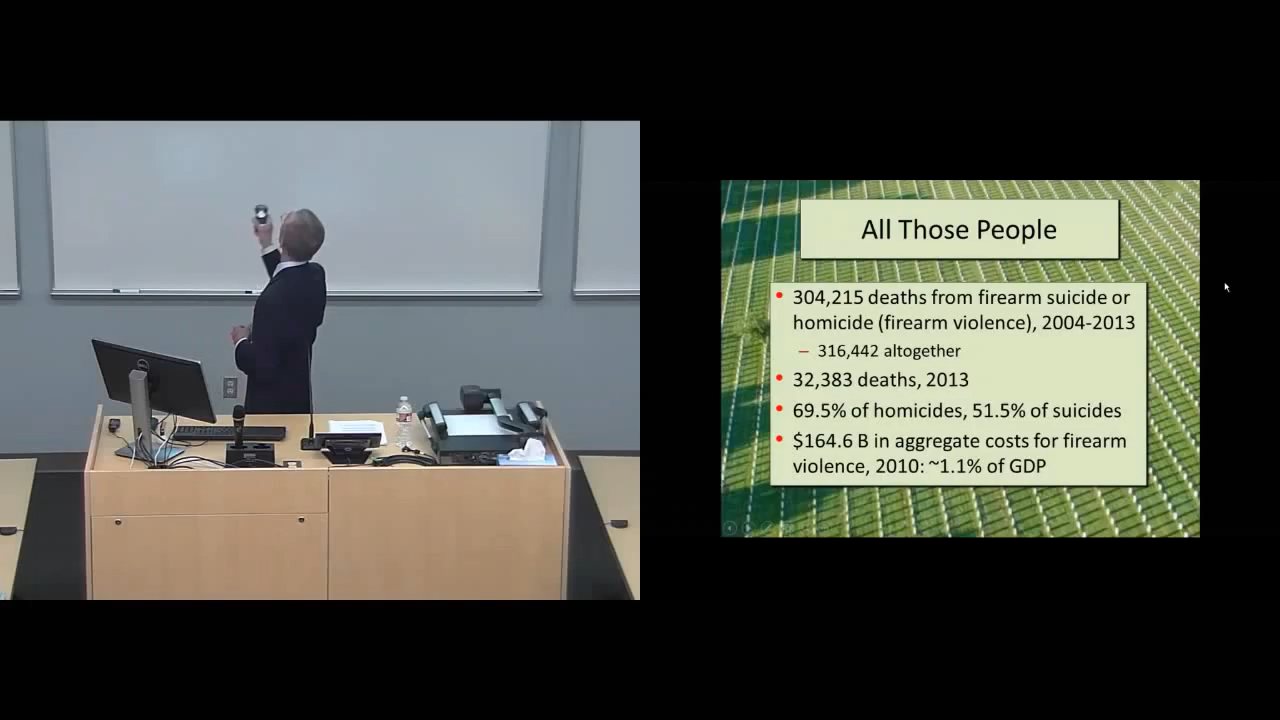 All Those People
• 304,215 deaths from firearm suicide or
homicide (firearm violence), 2004-2013
– 316,442 altogether
• 32,383 deaths, 2013
• 69.5% of homicides, 51.5% of suicides
• $164.6 B in aggregate costs for firearm
violence, 2010: ~1.1% of GDP